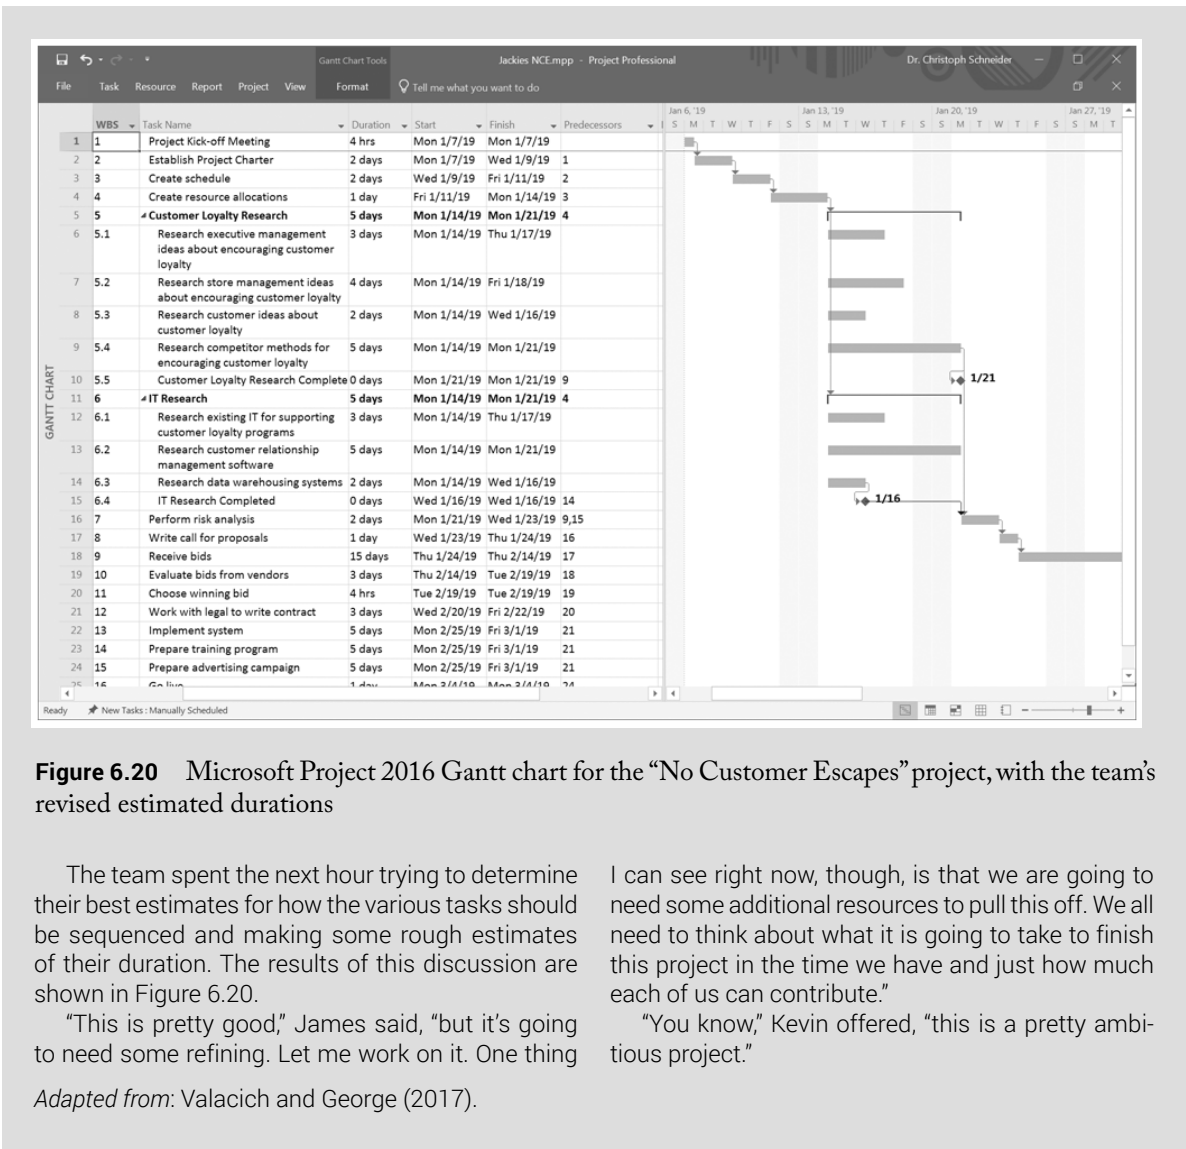 Gantt Chart Tools
Jackies NCE.mpp - Project Professional
Dr. Christoph Schneider
File Task Resource Report Project View Format Tell me what you want to do
Jan 6, '19 Jan 13, '19 Jan 20, '19 Jan 27, '19
WBS Task Name Duration Start Finish Predecessors S M T W T F S S M T W T F S S M T W T F S S M T
1 1 Project Kick-off Meeting 4 hrs Mon 1/7/19 Mon 1/7/19
2 2 Establish Project Charter 2 days Mon 1/7/19 Wed 1/9/19 1
3 3 Create schedule 2 days Wed 1/9/19 Fri 1/11/19 2
4 4 Create resource allocations 1 day Fri 1/11/19 Mon 1/14/19 3
5 5 Customer Loyalty Research 5 days Mon 1/14/19 Mon 1/21/19 4
6 5.1 Research executive management 3 days Mon 1/14/19 Thu 1/17/19
ideas about encouraging customer
loyalty
7 5.2 Research store management ideas 4 days Mon 1/14/19 Fri 1/18/19
about encouraging customer loyalty
8 5.3 Research customer ideas about 2 days Mon 1/14/19 Wed 1/16/19
customer loyalty
9 5.4 Research competitor methods for 5 days Mon 1/14/19 Mon 1/21/19
encouraging customer loyalty
10 5.5 Customer Loyalty Research Complete 0 days Mon 1/21/19 Mon 1/21/19 9 1/21
11 6 IT Research 5 days Mon 1/14/19 Mon 1/21/19 4
12 6.1 Research existing IT for supporting 3 days Mon 1/14/19 Thu 1/17/19
customer loyalty programs
13 6.2 Research customer relationship 5 days Mon 1/14/19 Mon 1/21/19
management software
14 6.3 Research data warehousing systems 2 days Mon 1/14/19 Wed 1/16/19
15 6.4 IT Research Completed 0 days Wed 1/16/19 Wed 1/16/19 14 1/16
16 7 Perform risk analysis 2 days Mon 1/21/19 Wed 1/23/19 9,15
17 8 Write call for proposals 1 day Wed 1/23/19 Thu 1/24/19 16
18 9 Receive bids 15 days Thu 1/24/19 Thu 2/14/19 17
19 10 Evaluate bids from vendors 3 days Thu 2/14/19 Tue 2/19/19 18
20 11 Choose winning bid 4 hrs Tue 2/19/19 Tue 2/19/19 19
21 12 Work with legal to write contract 3 days Wed 2/20/19 Fri 2/22/19 20
22 13 Implement system 5 days Mon 2/25/19 Fri 3/1/19 21
23 14 Prepare training program 5 days Mon 2/25/19 Fri 3/1/19 21
24 15 Prepare advertising campaign 5 days Mon 2/25/19 Fri 3/1/19 21
25 16 Go live 1 day Mon 3/4/19 Mon 3/4/19 24
GANTT CHART
Ready New Tasks : Manually Scheduled
Figure 6.20 Microsoft Project 2016 Gantt chart for the “No Customer Escapes” project, with the team’s
revised estimated durations
The team spent the next hour trying to determine
their best estimates for how the various tasks should
be sequenced and making some rough estimates
of their duration. The results of this discussion are
shown in Figure 6.20.
“This is pretty good,” James said, “but it’s going
to need some refining. Let me work on it. One thing
I can see right now, though, is that we are going to
need some additional resources to pull this off. We all
need to think about what it is going to take to finish
this project in the time we have and just how much
each of us can contribute.”
“You know,” Kevin offered, “this is a pretty ambi-
tious project.”
Adapted from: Valacich and George (2017).